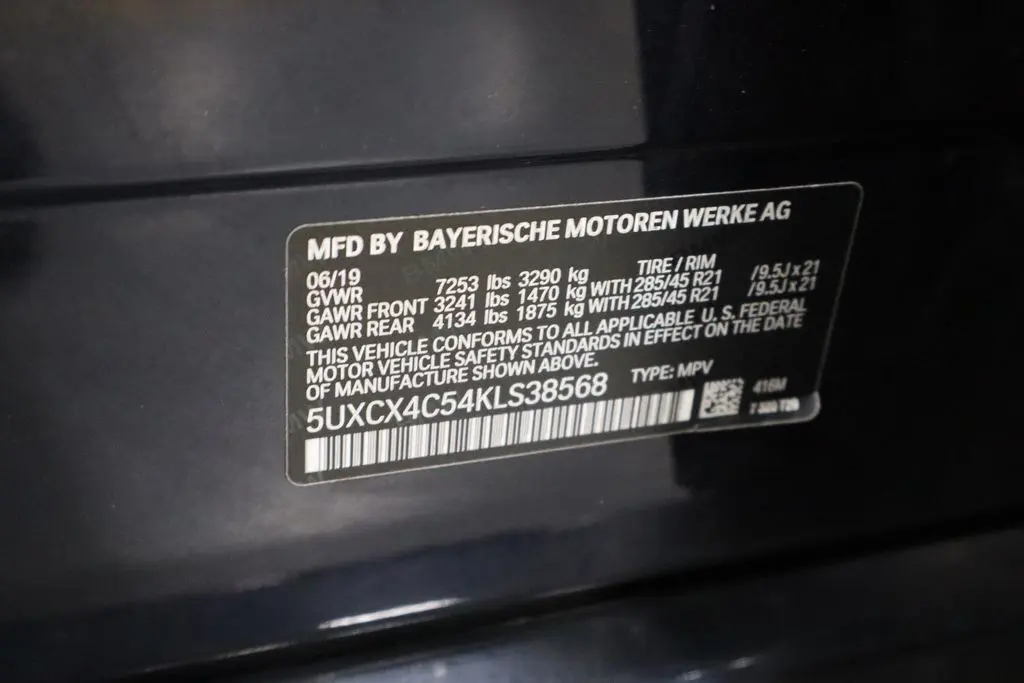 MFD BY BAYERISCHE MOTOREN WERKE AG
06/19 TIRE / RIM
GVWR 7253 lbs 3290 kg
GAWR FRONT 3241 lbs 1470 kg WITH 285/45 R21 /9.5J x 21
GAWR REAR 4134 lbs 1875 kg WITH 285/45 R21 /9.5J x 21
THIS VEHICLE CONFORMS TO ALL APPLICABLE U. S. FEDERAL
MOTOR VEHICLE SAFETY STANDARDS IN EFFECT ON THE DATE
OF MANUFACTURE SHOWN ABOVE.
5UXCX4C54KLS38568 TYPE: MPV
416M